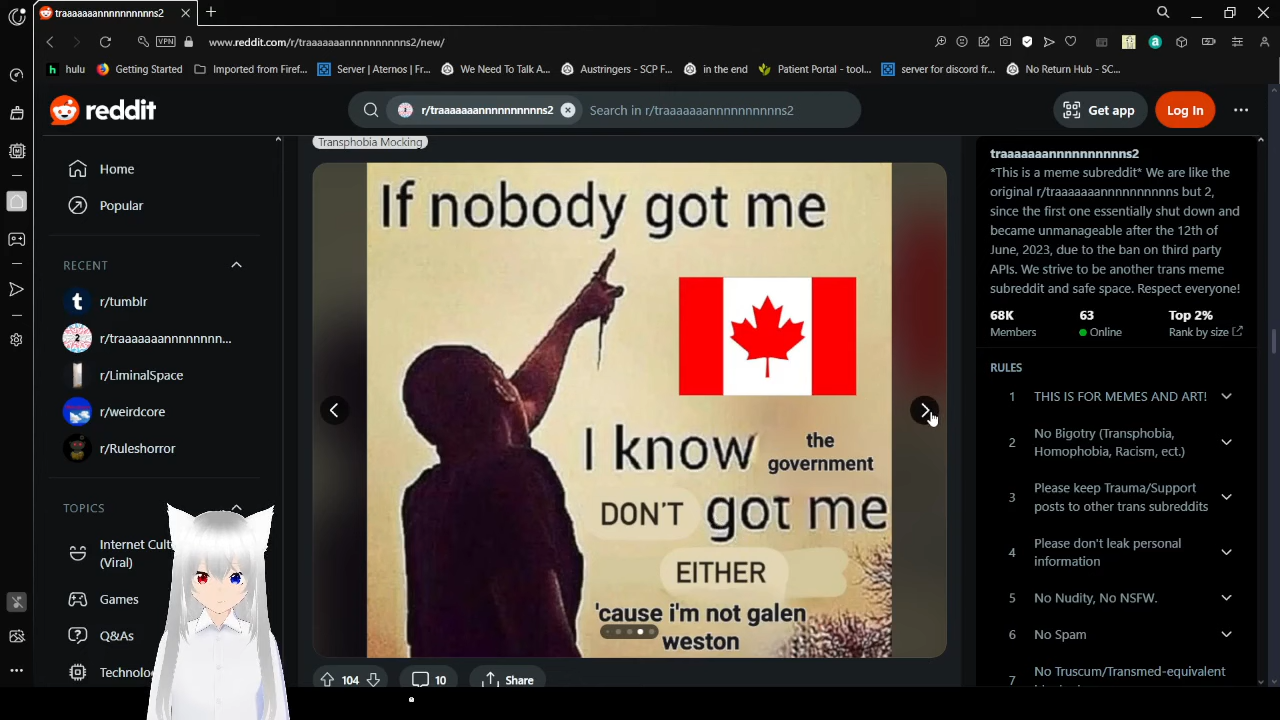 traaaaaaannnnnnnnnns2
VPN
www.reddit.com/r/traaaaaaannnnnnnnnns2/new/
hulu
Getting Started
Imported from Firef...
Server | Aternos | Fr...
We Need To Talk A...
Austringers - SCP F...
in the end
Patient Portal - tool...
server for discord fr...
No Return Hub - SC...
reddit
r/traaaaaaannnnnnnnnns2
Search in r/traaaaaaannnnnnnnnns2
Get app
Log In
Home
Popular
RECENT
r/tumblr
r/traaaaaaannnnnnn...
r/LiminalSpace
r/weirdcore
r/Ruleshorror
TOPICS
Internet Cult
(Viral)
Games
Q&As
Technolo
Transphobia Mocking
If nobody got me
I know the government
DON'T got me
EITHER
'cause i'm not galen
weston
104
10
Share
traaaaaaannnnnnnnnns2
*This is a meme subreddit* We are like the
original r/traaaaaaannnnnnnnnns but 2,
since the first one essentially shut down and
became unmanageable after the 12th of
June, 2023, due to the ban on third party
APIs. We strive to be another trans meme
subreddit and safe space. Respect everyone!
68K 63 Top 2%
Members Online Rank by size
RULES
1 THIS IS FOR MEMES AND ART!
2 No Bigotry (Transphobia,
Homophobia, Racism, ect.)
3 Please keep Trauma/Support
posts to other trans subreddits
4 Please don't leak personal
information
5 No Nudity, No NSFW.
6 No Spam
7 No Truscum/Transmed-equivalent